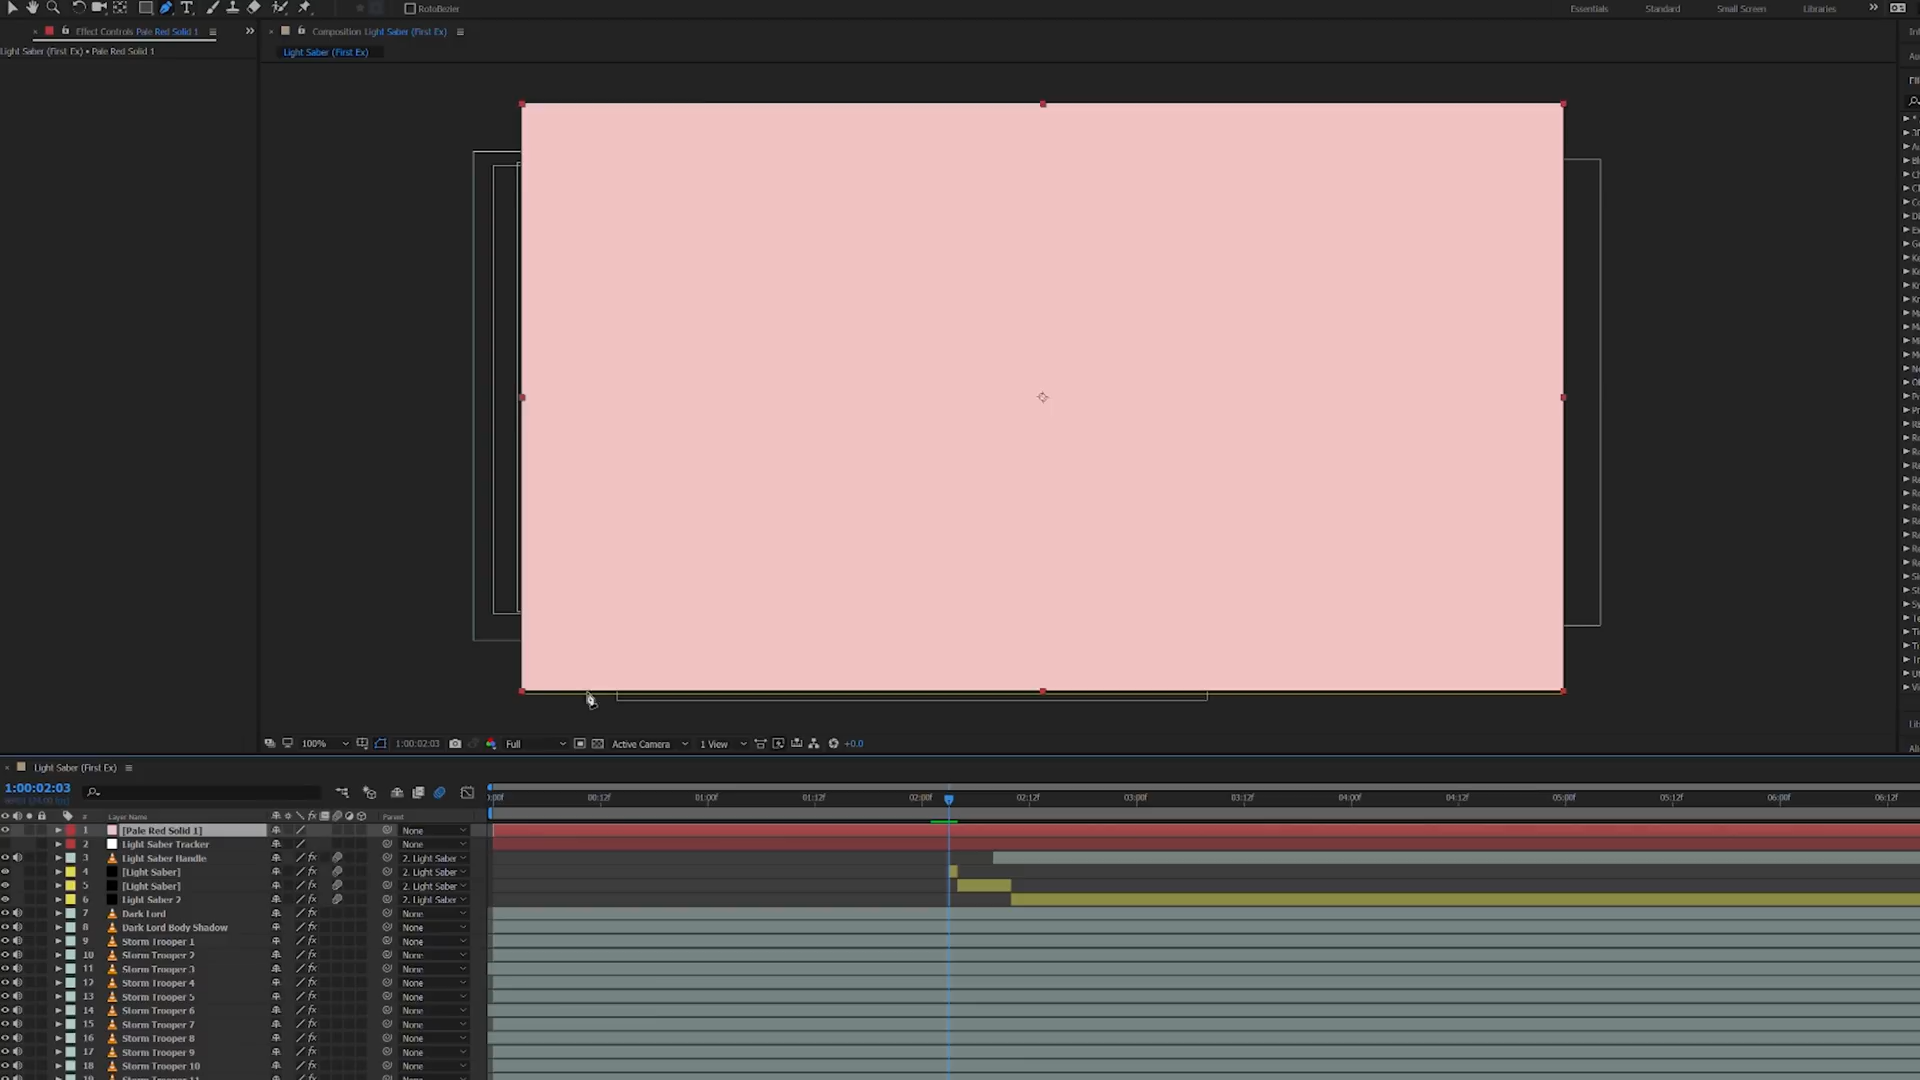 RotoBezier
Essentials
Standard
Small Screen
Libraries
Effect Controls Pale Red Solid 1
Composition Light Saber (First Ex)
Light Saber (First Ex) • Pale Red Solid 1
Light Saber (First Ex)
100%
1:00:02:03
Full
Active Camera
1 View
+0.0
Light Saber (First Ex)
1:00:02:03
:00f
00:12f
01:00f
01:12f
02:00f
02:12f
03:00f
03:12f
04:00f
04:12f
05:00f
05:12f
06:00f
06:12f
#
Layer Name
Parent
1 [Pale Red Solid 1] None
2 Light Saber Tracker None
3 Light Saber Handle 2. Light Saber
4 [Light Saber] 2. Light Saber
5 [Light Saber] 2. Light Saber
6 Light Saber 2 2. Light Saber
7 Dark Lord None
8 Dark Lord Body Shadow None
9 Storm Trooper 1 None
10 Storm Trooper 2 None
11 Storm Trooper 3 None
12 Storm Trooper 4 None
13 Storm Trooper 5 None
14 Storm Trooper 6 None
15 Storm Trooper 7 None
16 Storm Trooper 8 None
17 Storm Trooper 9 None
18 Storm Trooper 10 None